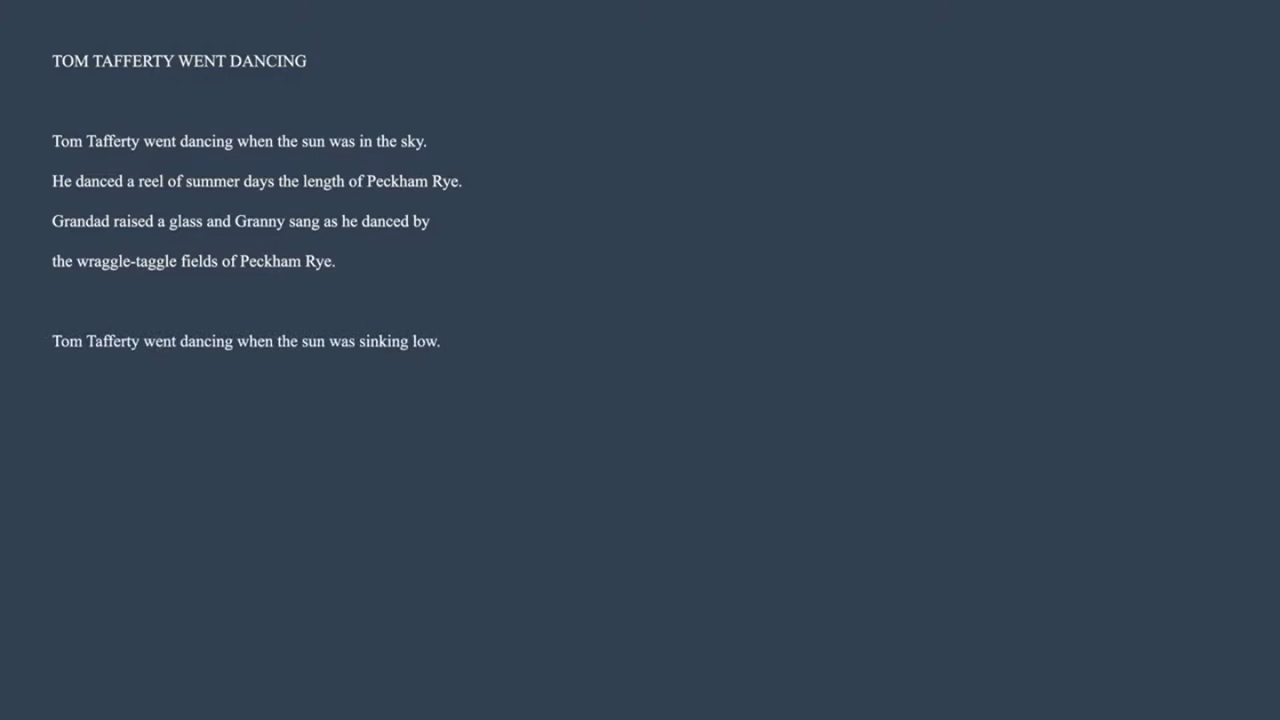 TOM TAFFERTY WENT DANCING
Tom Tafferty went dancing when the sun was in the sky.
He danced a reel of summer days the length of Peckham Rye.
Grandad raised a glass and Granny sang as he danced by
the wraggle-taggle fields of Peckham Rye.
Tom Tafferty went dancing when the sun was sinking low.